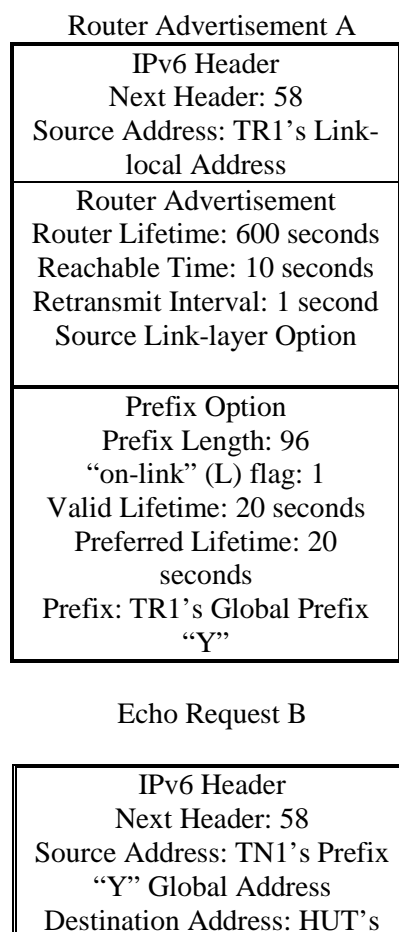 Router Advertisement A
IPv6 Header
Next Header: 58
Source Address: TR1’s Link-
local Address
Router Advertisement
Router Lifetime: 600 seconds
Reachable Time: 10 seconds
Retransmit Interval: 1 second
Source Link-layer Option
Prefix Option
Prefix Length: 96
“on-link” (L) flag: 1
Valid Lifetime: 20 seconds
Preferred Lifetime: 20
seconds
Prefix: TR1’s Global Prefix
“Y”
Echo Request B
IPv6 Header
Next Header: 58
Source Address: TN1’s Prefix
“Y” Global Address
Destination Address: HUT’s